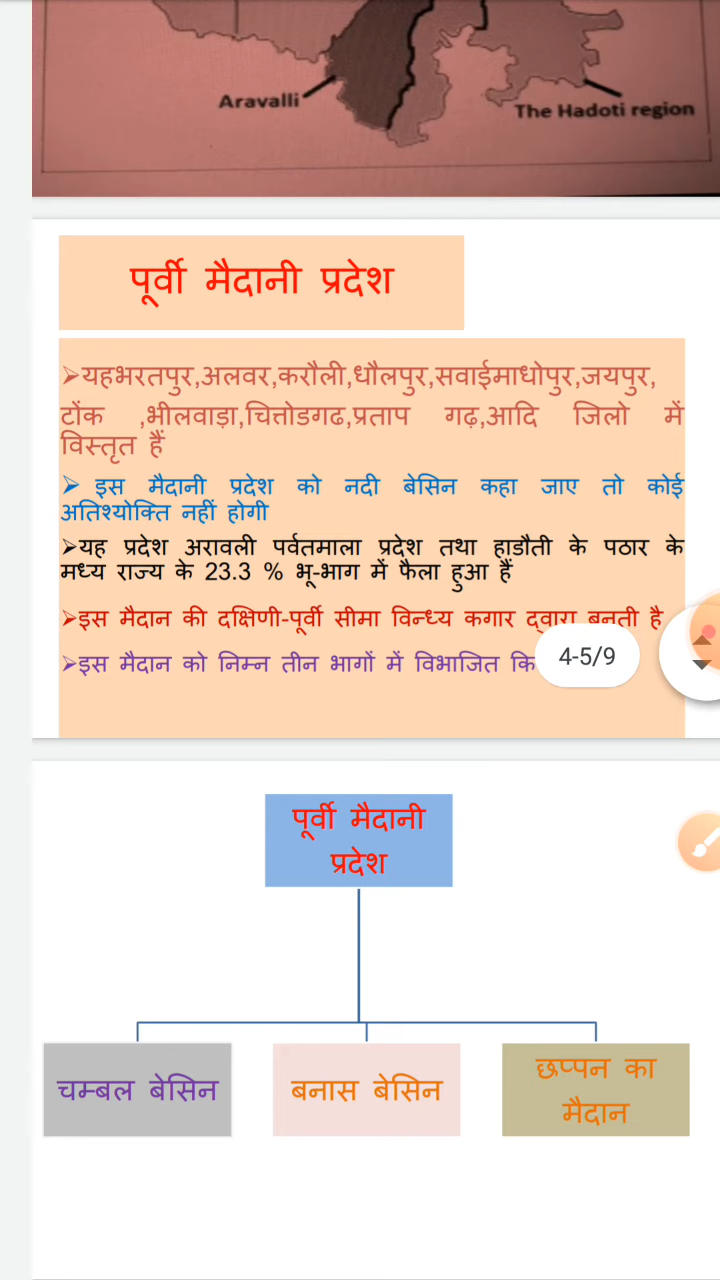 Aravalli
The Hadoti region
पूर्वी मैदानी प्रदेश
➢यहभरतपुर,अलवर,करौली,धौलपुर,सवाईमाधोपुर,जयपुर,
टोंक ,भीलवाड़ा,चित्तोडगढ,प्रताप गढ़,आदि जिलो में
विस्तृत हैं
➢ इस मैदानी प्रदेश को नदी बेसिन कहा जाए तो कोई
अतिश्योक्ति नहीं होगी
➢यह प्रदेश अरावली पर्वतमाला प्रदेश तथा हाडौती के पठार के
मध्य राज्य के 23.3 % भू-भाग में फैला हुआ हैं
➢इस मैदान की दक्षिणी-पूर्वी सीमा विन्ध्य कगार द्वारा बनती है
➢इस मैदान को निम्न तीन भागों में विभाजित
4-5/9
पूर्वी मैदानी
प्रदेश
चम्बल बेसिन
बनास बेसिन
छप्पन का
मैदान